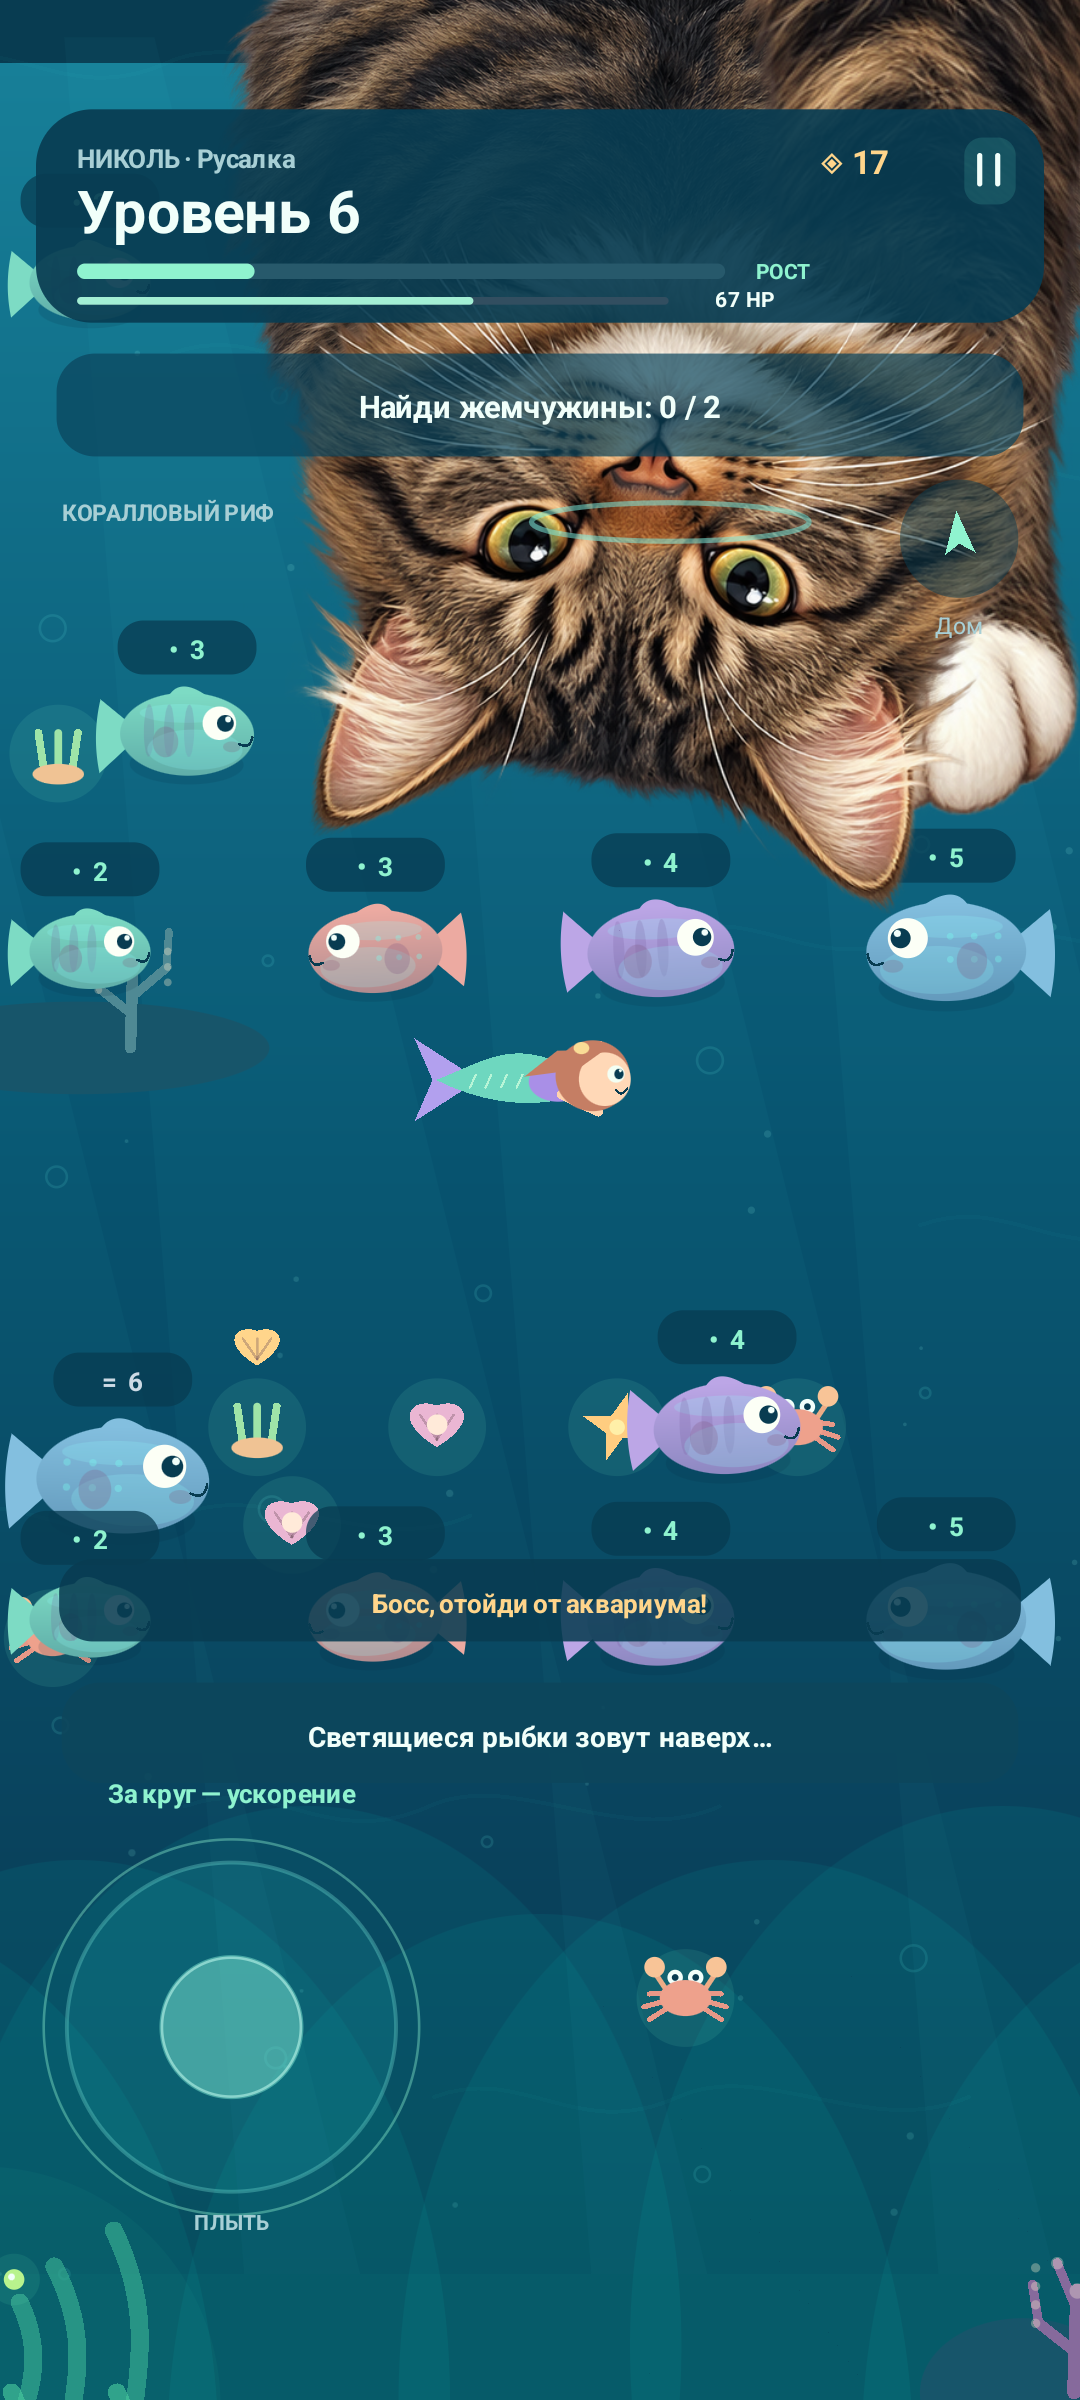 НИКОЛЬ · Русалка
17
Уровень 6
РОСТ
67 HP
Найди жемчужины: 0 / 2
КОРАЛЛОВЫЙ РИФ
Дом
• 3
• 2
• 3
• 4
• 5
• 4
= 6
• 2
• 3
• 4
• 5
Босс, отойди от аквариума!
Светящиеся рыбки зовут наверх...
За круг — ускорение
ПЛЫТЬ